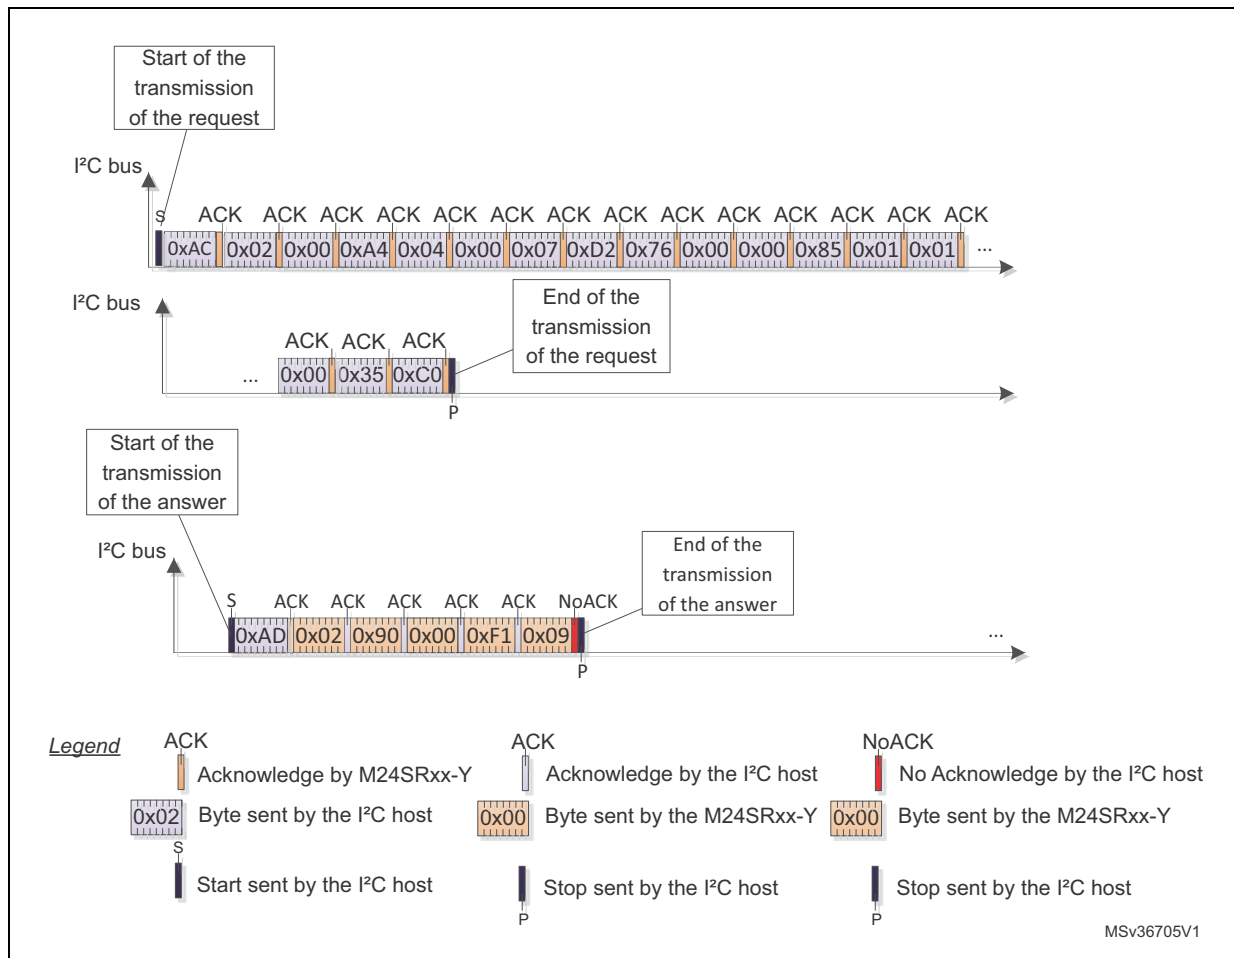 Start of the
transmission
of the request
I²C bus
S
ACK ACK ACK ACK ACK ACK ACK ACK ACK ACK ACK ACK ACK ACK
0xAC 0x02 0x00 0xA4 0x04 0x00 0x07 0xD2 0x76 0x00 0x00 0x85 0x01 0x01 ...
I²C bus
End of the
transmission
of the request
ACK ACK ACK
... 0x00 0x35 0xC0
P
Start of the
transmission
of the answer
I²C bus
End of the
transmission
of the answer
S ACK ACK ACK ACK ACK NoACK
0xAD 0x02 0x90 0x00 0xF1 0x09 ...
P
Legend
ACK
Acknowledge by M24SRxx-Y
ACK
Acknowledge by the I²C host
NoACK
No Acknowledge by the I²C host
0x02 Byte sent by the I²C host
0x00 Byte sent by the M24SRxx-Y
0x00 Byte sent by the M24SRxx-Y
S
Start sent by the I²C host
Stop sent by the I²C host
P
Stop sent by the I²C host
P
MSv36705V1